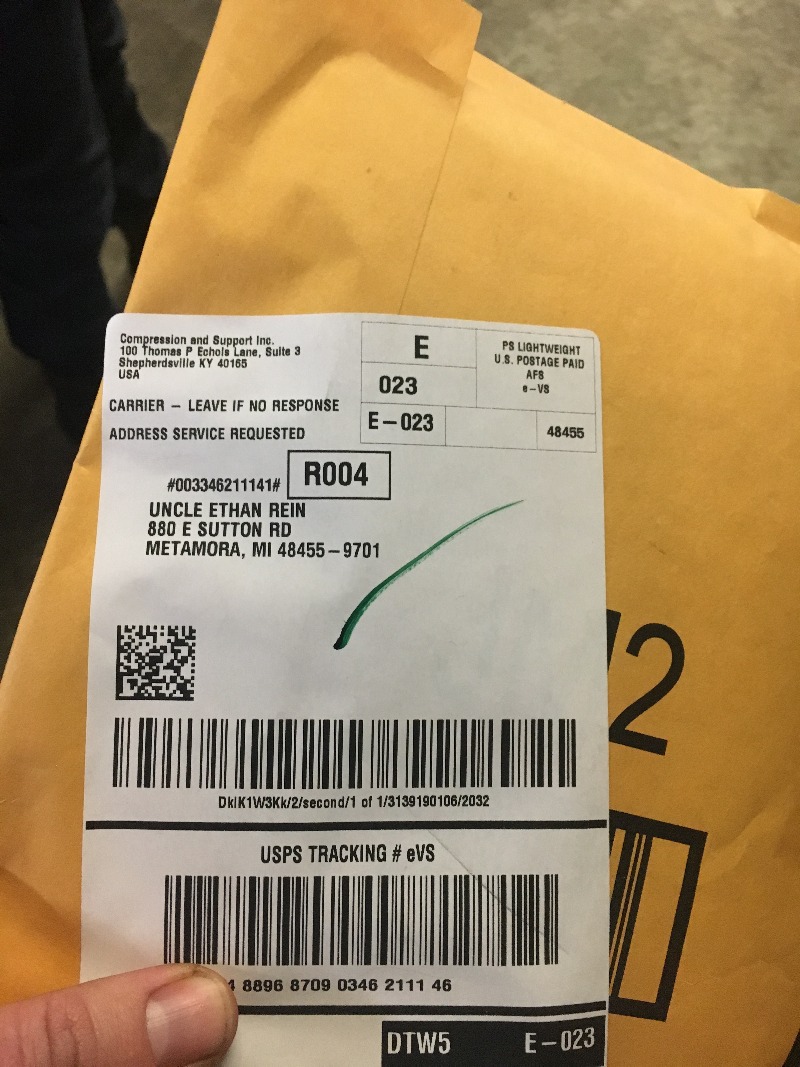 Compression and Support Inc.
100 Thomas P Echols Lane, Suite 3
Shepherdsville KY 40165
USA
CARRIER – LEAVE IF NO RESPONSE
ADDRESS SERVICE REQUESTED
E
023
E–023
PS LIGHTWEIGHT
U.S. POSTAGE PAID
AFS
e–VS
48455
#003346211141#
R004
UNCLE ETHAN REIN
880 E SUTTON RD
METAMORA, MI 48455–9701
DklK1W3Kk/2/second/1 of 1/3139190106/2032
USPS TRACKING # eVS
8896 8709 0346 2111 46
DTW5
E–023
2